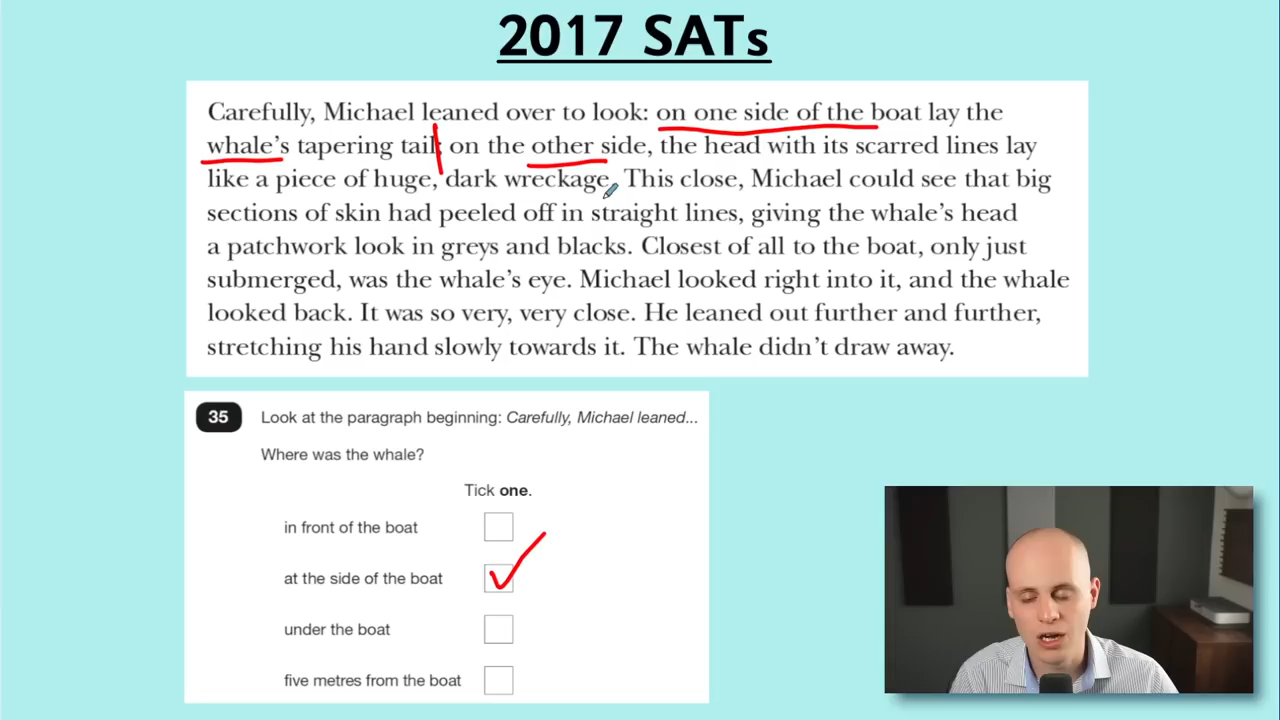 2017 SATs
Carefully, Michael leaned over to look: on one side of the boat lay the
whale's tapering tail; on the other side, the head with its scarred lines lay
like a piece of huge, dark wreckage. This close, Michael could see that big
sections of skin had peeled off in straight lines, giving the whale's head
a patchwork look in greys and blacks. Closest of all to the boat, only just
submerged, was the whale's eye. Michael looked right into it, and the whale
looked back. It was so very, very close. He leaned out further and further,
stretching his hand slowly towards it. The whale didn't draw away.
35 Look at the paragraph beginning: Carefully, Michael leaned...
Where was the whale?
Tick one.
in front of the boat
at the side of the boat
under the boat
five metres from the boat